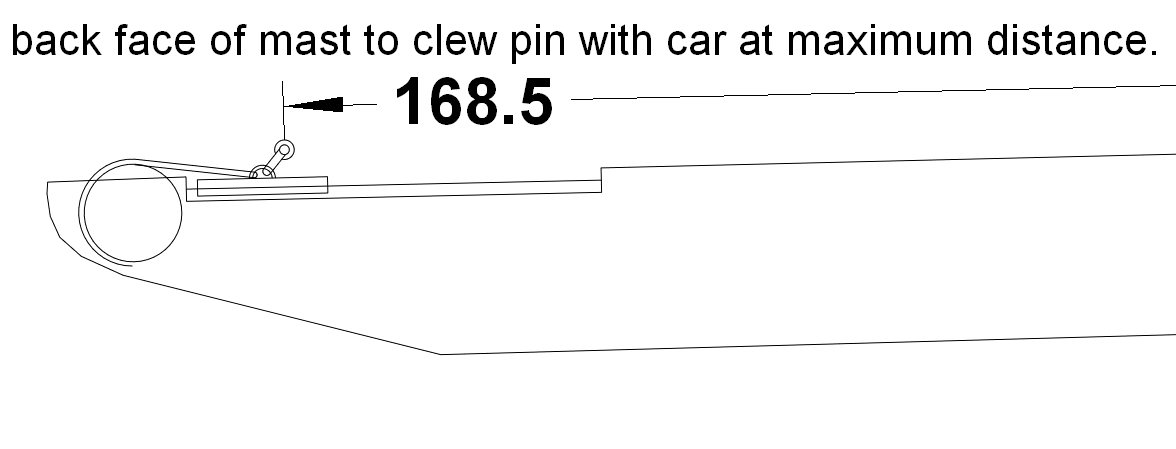 back face of mast to clew pin with car at maximum distance.
168.5